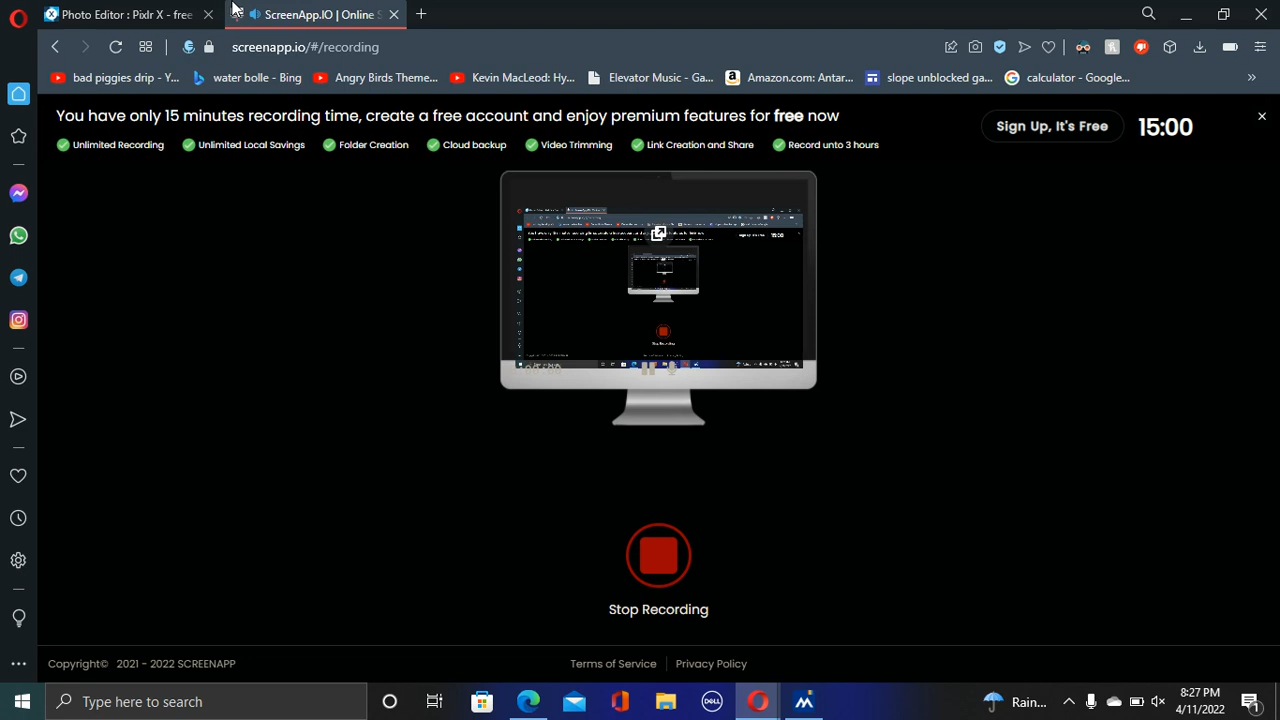 Photo Editor : Pixlr X - free
ScreenApp.IO | Online S
screenapp.io/#/recording
bad piggies drip - Y...
water bolle - Bing
Angry Birds Theme...
Kevin MacLeod: Hy...
Elevator Music - Ga...
Amazon.com: Antar...
slope unblocked ga...
calculator - Google...
You have only 15 minutes recording time, create a free account and enjoy premium features for free now
Sign Up, It's Free
15:00
Unlimited Recording
Unlimited Local Savings
Folder Creation
Cloud backup
Video Trimming
Link Creation and Share
Record unto 3 hours
Stop Recording
Copyright© 2021 - 2022 SCREENAPP
Terms of Service
Privacy Policy
Type here to search
DELL
Rain...
8:27 PM
4/11/2022
1